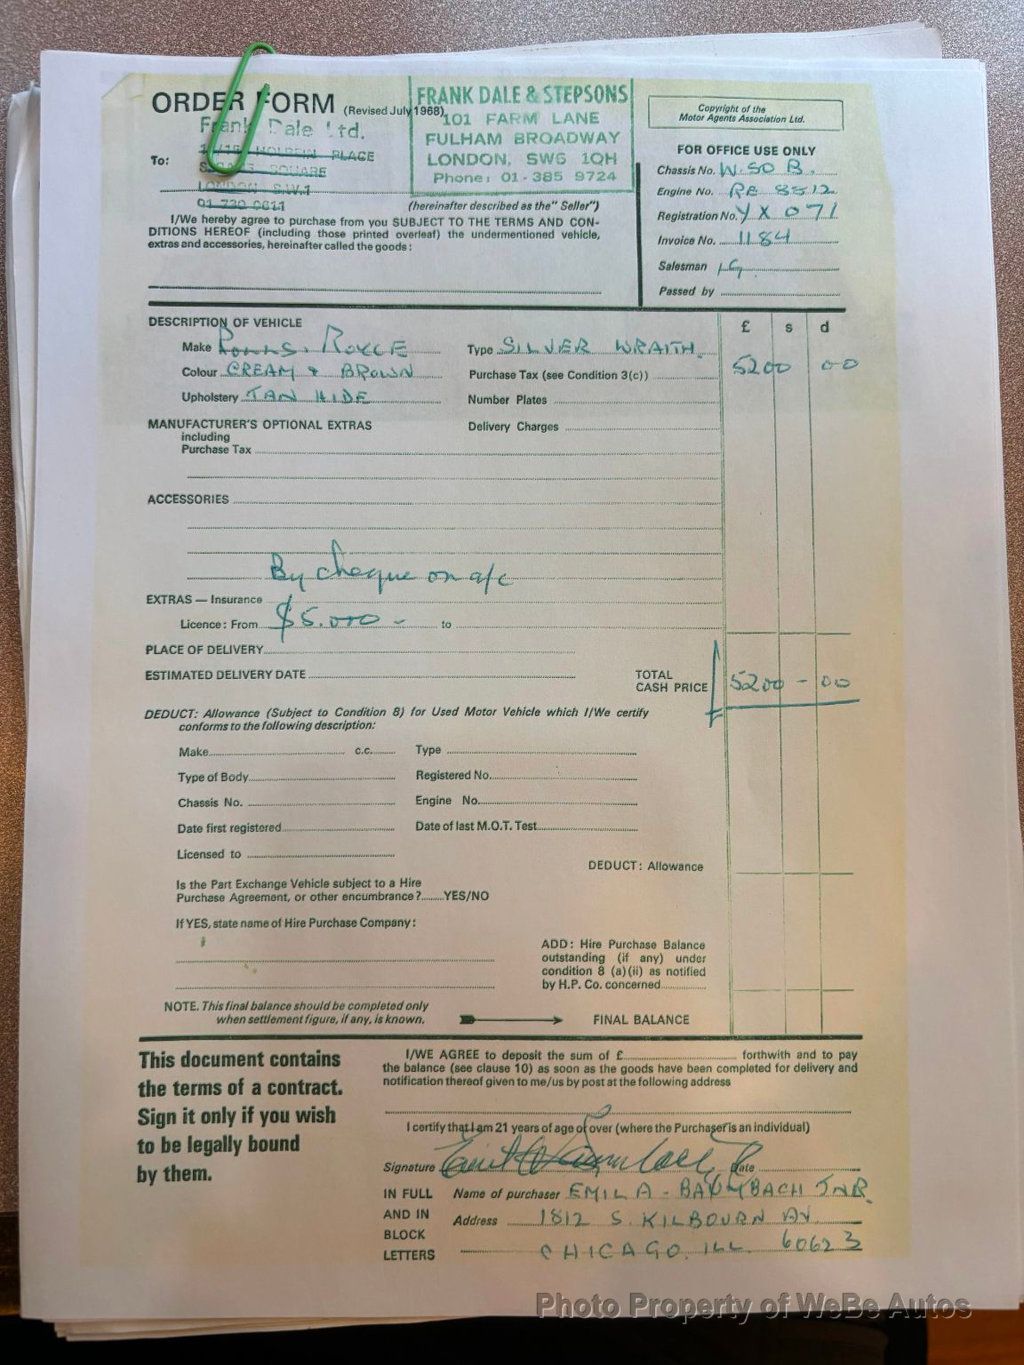 ORDER FORM (Revised July 1968)
Frank Dale Ltd.
FRANK DALE & STEPSONS
101 FARM LANE
FULHAM BROADWAY
LONDON, SW6 1QH
Phone: 01-385 9724
To:
HOLBEIN PLACE
SQUARE
LONDON S.W.1
01-730
(hereinafter described as the" Seller")
I/We hereby agree to purchase from you SUBJECT TO THE TERMS AND CON-
DITIONS HEREOF (including those printed overleaf) the undermentioned vehicle,
extras and accessories, hereinafter called the goods:
Copyright of the
Motor Agents Association Ltd.
FOR OFFICE USE ONLY
Chassis No. WSO B.
Engine No. RE 8512
Registration No. YX 071
Invoice No. 1184
Salesman
Passed by
DESCRIPTION OF VEHICLE
£ s d
Make ROLLS. ROYCE Type SILVER WRAITH.
5200 00
Colour CREAM & BROWN Purchase Tax (see Condition 3(c))
Upholstery TAN HIDE Number Plates
MANUFACTURER'S OPTIONAL EXTRAS Delivery Charges
including
Purchase Tax
ACCESSORIES
By cheque on a/c
EXTRAS — Insurance
Licence: From $5.000 - to
PLACE OF DELIVERY
ESTIMATED DELIVERY DATE
TOTAL
CASH PRICE 5200 - 00
DEDUCT: Allowance (Subject to Condition 8) for Used Motor Vehicle which I/We certify
conforms to the following description:
Make c.c. Type
Type of Body Registered No.
Chassis No. Engine No.
Date first registered Date of last M.O.T. Test
Licensed to
DEDUCT: Allowance
Is the Part Exchange Vehicle subject to a Hire
Purchase Agreement, or other encumbrance? YES/NO
If YES, state name of Hire Purchase Company:
ADD: Hire Purchase Balance
outstanding (if any) under
condition 8 (a)(ii) as notified
by H.P. Co. concerned
NOTE. This final balance should be completed only
when settlement figure, if any, is known.
FINAL BALANCE
This document contains
the terms of a contract.
Sign it only if you wish
to be legally bound
by them.
I/WE AGREE to deposit the sum of £ forthwith and to pay
the balance (see clause 10) as soon as the goods have been completed for delivery and
notification thereof given to me/us by post at the following address
I certify that I am 21 years of age or over (where the Purchaser is an individual)
Signature Date
IN FULL
AND IN
BLOCK
LETTERS
Name of purchaser EMIL A - BAUMBACH JNR.
Address 1812 S. KILBOURN AV.
CHICAGO. ILL. 60623
Photo Property of WeBe Autos